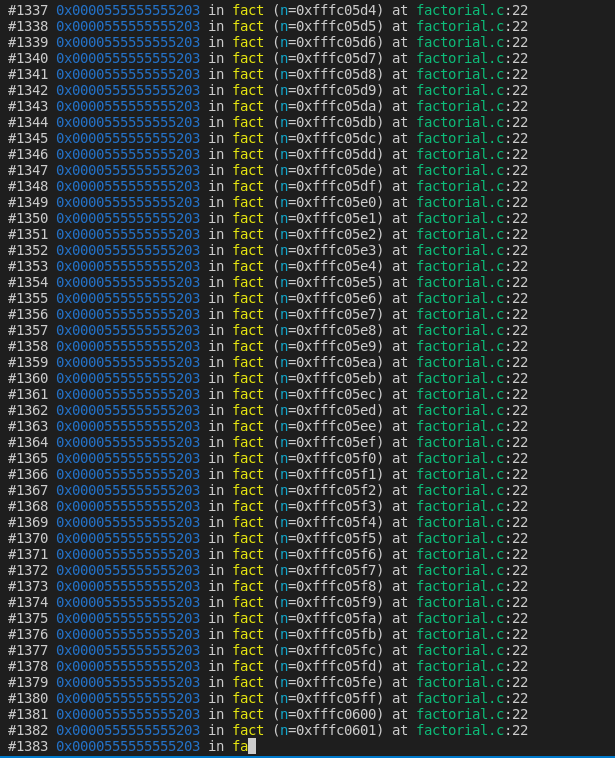 #1337 0x0000555555555203 in fact (n=0xfffc05d4) at factorial.c:22
#1338 0x0000555555555203 in fact (n=0xfffc05d5) at factorial.c:22
#1339 0x0000555555555203 in fact (n=0xfffc05d6) at factorial.c:22
#1340 0x0000555555555203 in fact (n=0xfffc05d7) at factorial.c:22
#1341 0x0000555555555203 in fact (n=0xfffc05d8) at factorial.c:22
#1342 0x0000555555555203 in fact (n=0xfffc05d9) at factorial.c:22
#1343 0x0000555555555203 in fact (n=0xfffc05da) at factorial.c:22
#1344 0x0000555555555203 in fact (n=0xfffc05db) at factorial.c:22
#1345 0x0000555555555203 in fact (n=0xfffc05dc) at factorial.c:22
#1346 0x0000555555555203 in fact (n=0xfffc05dd) at factorial.c:22
#1347 0x0000555555555203 in fact (n=0xfffc05de) at factorial.c:22
#1348 0x0000555555555203 in fact (n=0xfffc05df) at factorial.c:22
#1349 0x0000555555555203 in fact (n=0xfffc05e0) at factorial.c:22
#1350 0x0000555555555203 in fact (n=0xfffc05e1) at factorial.c:22
#1351 0x0000555555555203 in fact (n=0xfffc05e2) at factorial.c:22
#1352 0x0000555555555203 in fact (n=0xfffc05e3) at factorial.c:22
#1353 0x0000555555555203 in fact (n=0xfffc05e4) at factorial.c:22
#1354 0x0000555555555203 in fact (n=0xfffc05e5) at factorial.c:22
#1355 0x0000555555555203 in fact (n=0xfffc05e6) at factorial.c:22
#1356 0x0000555555555203 in fact (n=0xfffc05e7) at factorial.c:22
#1357 0x0000555555555203 in fact (n=0xfffc05e8) at factorial.c:22
#1358 0x0000555555555203 in fact (n=0xfffc05e9) at factorial.c:22
#1359 0x0000555555555203 in fact (n=0xfffc05ea) at factorial.c:22
#1360 0x0000555555555203 in fact (n=0xfffc05eb) at factorial.c:22
#1361 0x0000555555555203 in fact (n=0xfffc05ec) at factorial.c:22
#1362 0x0000555555555203 in fact (n=0xfffc05ed) at factorial.c:22
#1363 0x0000555555555203 in fact (n=0xfffc05ee) at factorial.c:22
#1364 0x0000555555555203 in fact (n=0xfffc05ef) at factorial.c:22
#1365 0x0000555555555203 in fact (n=0xfffc05f0) at factorial.c:22
#1366 0x0000555555555203 in fact (n=0xfffc05f1) at factorial.c:22
#1367 0x0000555555555203 in fact (n=0xfffc05f2) at factorial.c:22
#1368 0x0000555555555203 in fact (n=0xfffc05f3) at factorial.c:22
#1369 0x0000555555555203 in fact (n=0xfffc05f4) at factorial.c:22
#1370 0x0000555555555203 in fact (n=0xfffc05f5) at factorial.c:22
#1371 0x0000555555555203 in fact (n=0xfffc05f6) at factorial.c:22
#1372 0x0000555555555203 in fact (n=0xfffc05f7) at factorial.c:22
#1373 0x0000555555555203 in fact (n=0xfffc05f8) at factorial.c:22
#1374 0x0000555555555203 in fact (n=0xfffc05f9) at factorial.c:22
#1375 0x0000555555555203 in fact (n=0xfffc05fa) at factorial.c:22
#1376 0x0000555555555203 in fact (n=0xfffc05fb) at factorial.c:22
#1377 0x0000555555555203 in fact (n=0xfffc05fc) at factorial.c:22
#1378 0x0000555555555203 in fact (n=0xfffc05fd) at factorial.c:22
#1379 0x0000555555555203 in fact (n=0xfffc05fe) at factorial.c:22
#1380 0x0000555555555203 in fact (n=0xfffc05ff) at factorial.c:22
#1381 0x0000555555555203 in fact (n=0xfffc0600) at factorial.c:22
#1382 0x0000555555555203 in fact (n=0xfffc0601) at factorial.c:22
#1383 0x0000555555555203 in fa